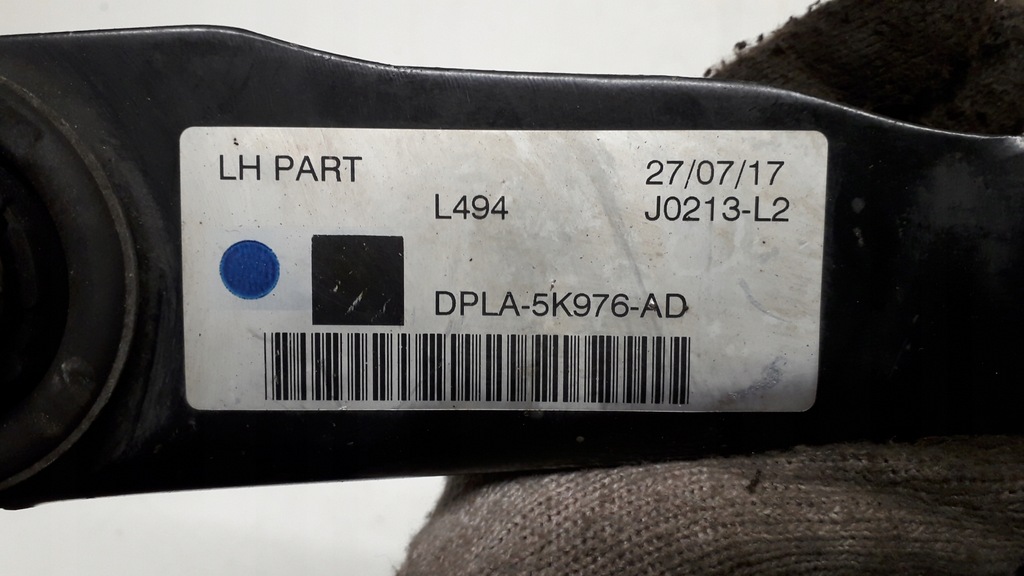 LH PART
27/07/17
L494
J0213-L2
DPLA-5K976-AD